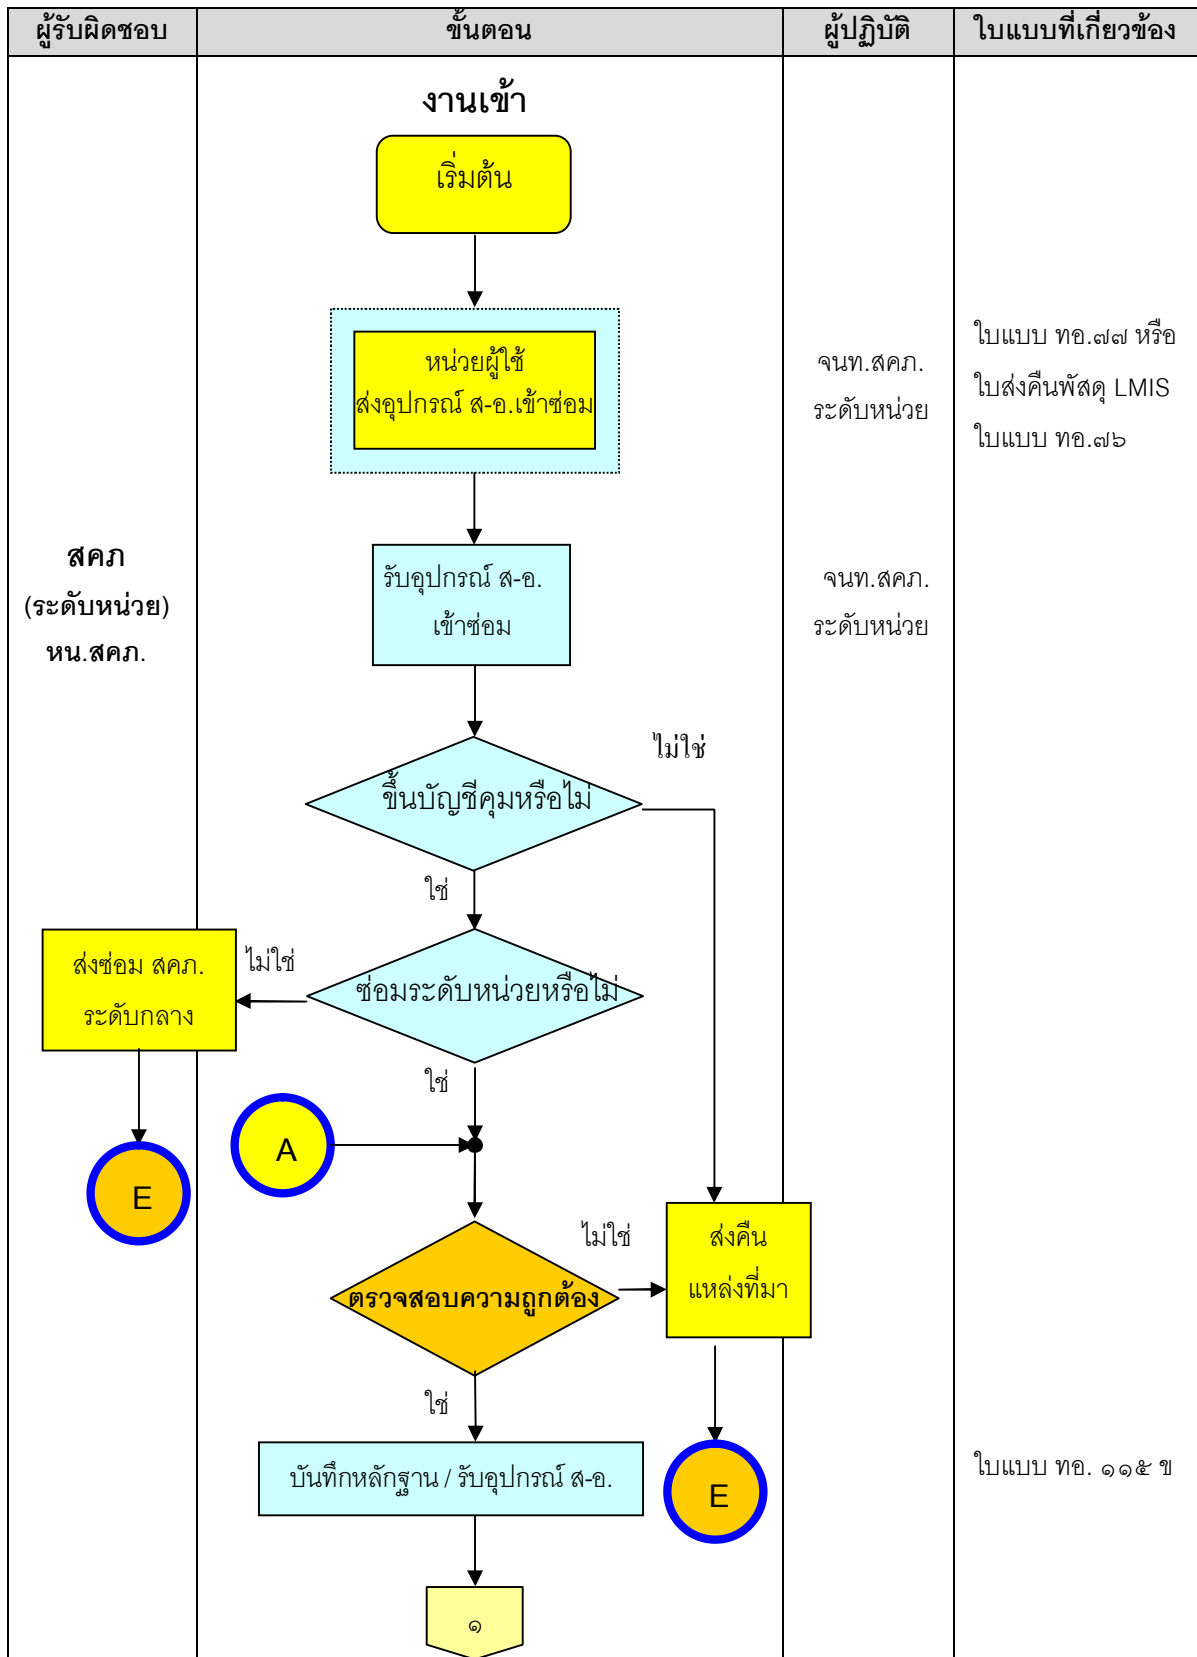 ผู้รับผิดชอบ
ขั้นตอน
ผู้ปฏิบัติ
ใบแบบที่เกี่ยวข้อง
งานเข้า
เริ่มต้น
หน่วยผู้ใช้
ส่งอุปกรณ์ ส-อ.เข้าซ่อม
จนท.สคภ.
ระดับหน่วย
ใบแบบ ทอ.๗๗ หรือ
ใบส่งคืนพัสดุ LMIS
ใบแบบ ทอ.๗๖
สคภ
(ระดับหน่วย)
หน.สคภ.
รับอุปกรณ์ ส-อ.
เข้าซ่อม
จนท.สคภ.
ระดับหน่วย
ขึ้นบัญชีคุมหรือไม่
ไม่ใช่
ใช่
ส่งซ่อม สคภ.
ระดับกลาง
ไม่ใช่
ซ่อมระดับหน่วยหรือไม่
ใช่
A
E
ตรวจสอบความถูกต้อง
ไม่ใช่
ส่งคืน
แหล่งที่มา
ใช่
บันทึกหลักฐาน / รับอุปกรณ์ ส-อ.
E
ใบแบบ ทอ. ๑๑๕ ข
๑